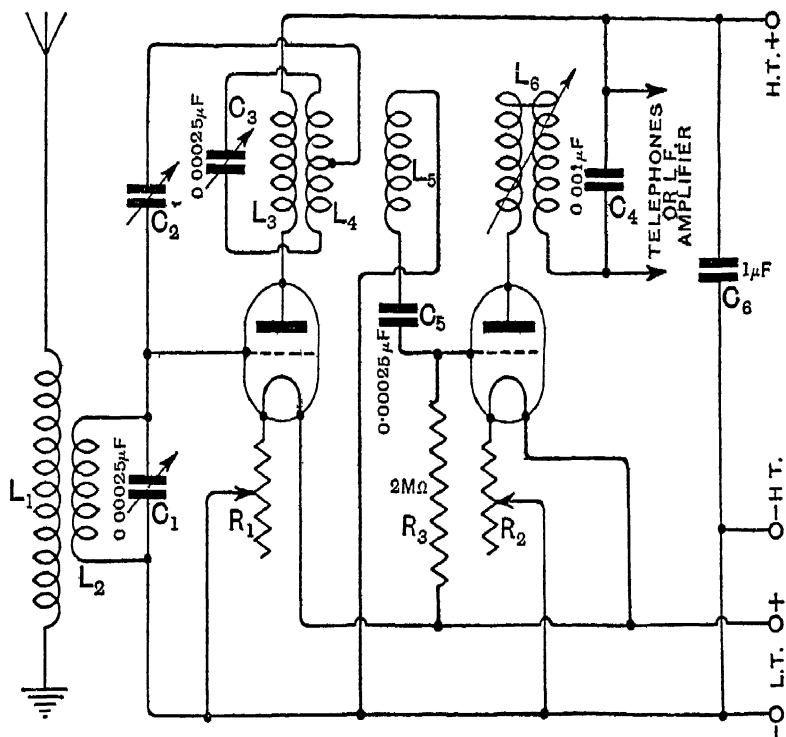 H.T.+
L6
C3
0.00025µF
C2
L3
L4
L5
0.001µF
C4
TELEPHONES
OR L.F.
AMPLIFIER
1µF
C6
C5
0.00025µF
L1
L2
0.00025µF
C1
R1
2MΩ
R3
R2
-H.T.
+
L.T.
-